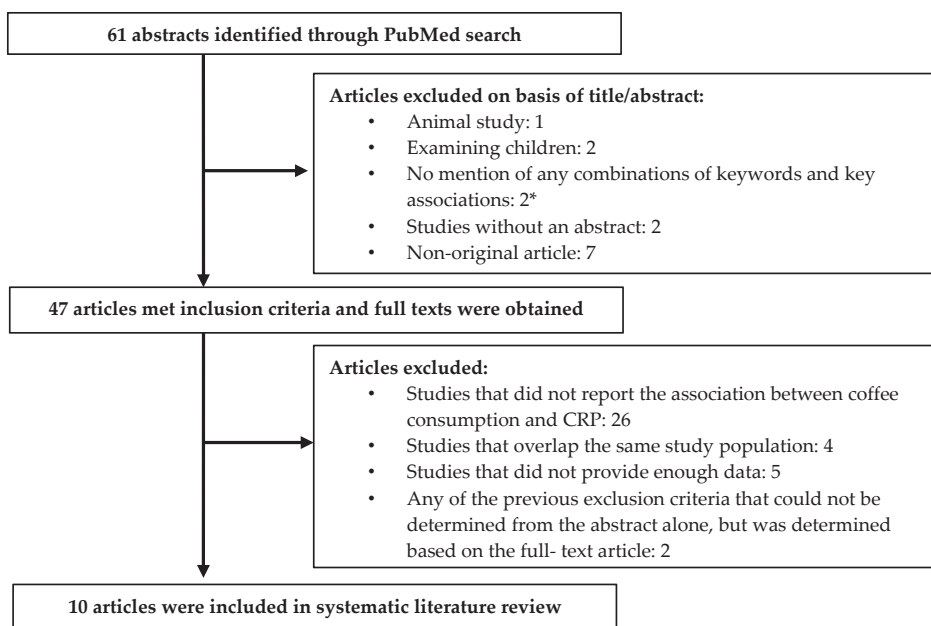 61 abstracts identified through PubMed search
Articles excluded on basis of title/abstract:
• Animal study: 1
• Examining children: 2
• No mention of any combinations of keywords and key
associations: 2*
• Studies without an abstract: 2
• Non-original article: 7
47 articles met inclusion criteria and full texts were obtained
Articles excluded:
• Studies that did not report the association between coffee
consumption and CRP: 26
• Studies that overlap the same study population: 4
• Studies that did not provide enough data: 5
• Any of the previous exclusion criteria that could not be
determined from the abstract alone, but was determined
based on the full- text article: 2
10 articles were included in systematic literature review